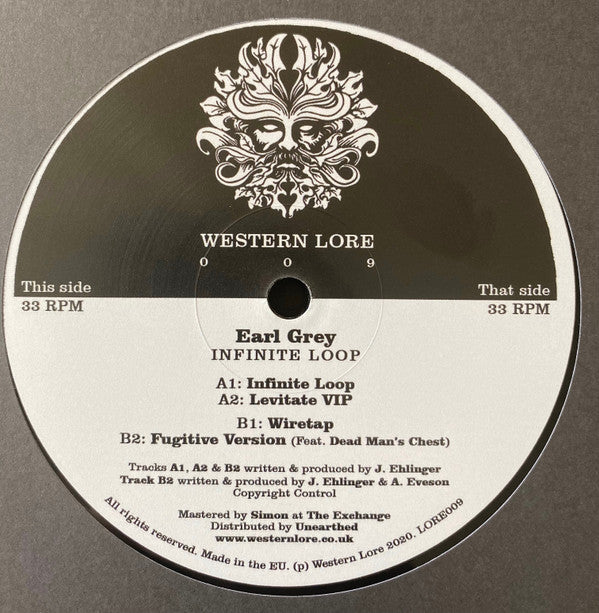 WESTERN LORE
0 0 9
This side
33 RPM
That side
33 RPM
Earl Grey
INFINITE LOOP
A1: Infinite Loop
A2: Levitate VIP
B1: Wiretap
B2: Fugitive Version (Feat. Dead Man's Chest)
Tracks A1, A2 & B2 written & produced by J. Ehlinger
Track B2 written & produced by J. Ehlinger & A. Eveson
Copyright Control
Mastered by Simon at The Exchange
Distributed by Unearthed
www.westernlore.co.uk
All rights reserved. Made in the EU. (p) Western Lore 2020. LORE009